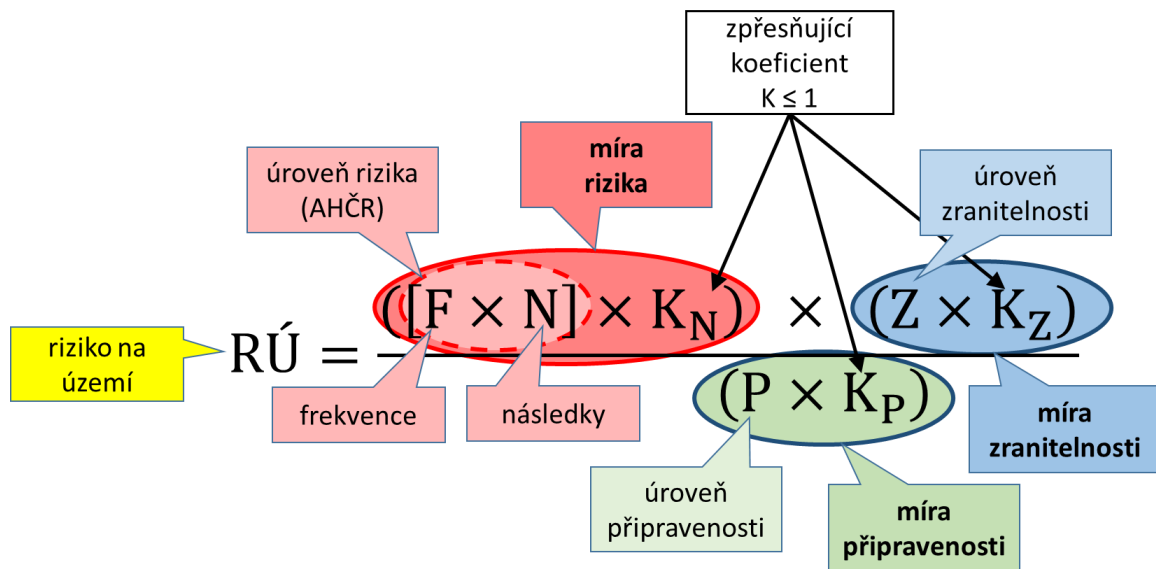 zpřesňující
koeficient
K ≤ 1
míra
rizika
úroveň rizika
(AHČR)
úroveň
zranitelnosti
riziko na
území
RÚ =
([F × N] × K_N) × (Z × K_Z)
(P × K_P)
frekvence
následky
míra
zranitelnosti
úroveň
připravenosti
míra
připravenosti